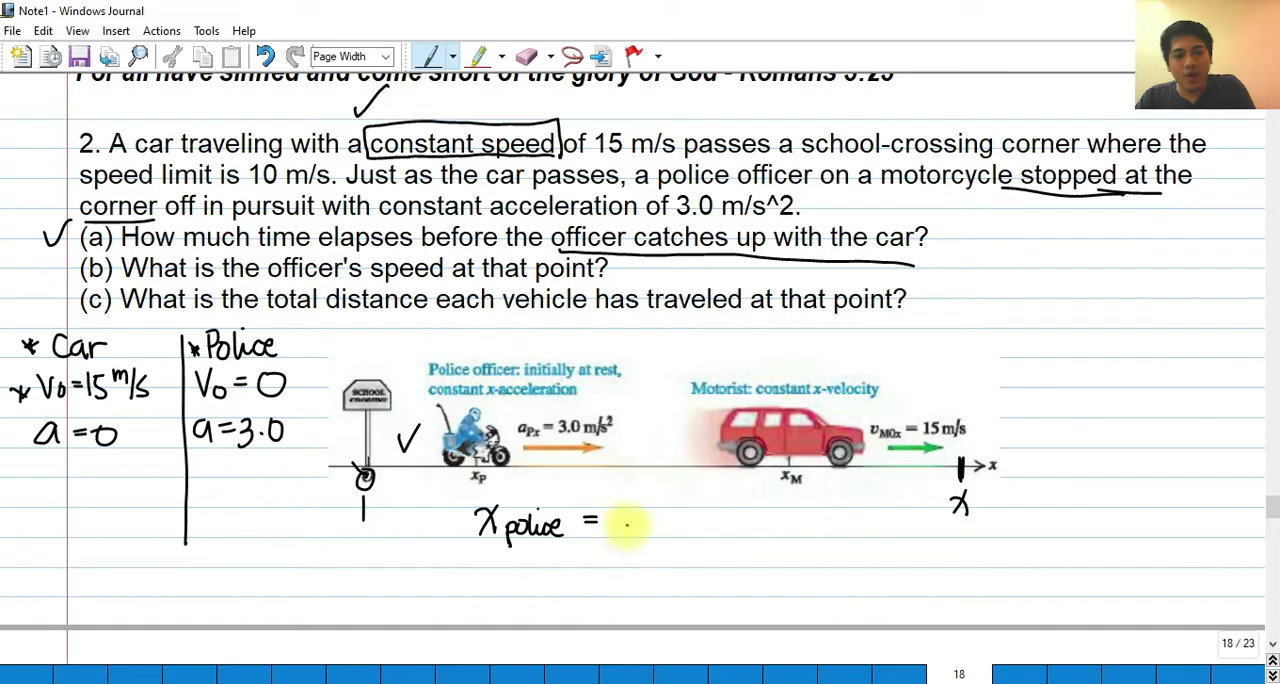 Note1 - Windows Journal
File Edit View Insert Actions Tools Help
Page Width
For all have sinned and come short of the glory of God - Romans 3:23
2. A car traveling with a constant speed of 15 m/s passes a school-crossing corner where the
speed limit is 10 m/s. Just as the car passes, a police officer on a motorcycle stopped at the
corner off in pursuit with constant acceleration of 3.0 m/s^2.
(a) How much time elapses before the officer catches up with the car?
(b) What is the officer's speed at that point?
(c) What is the total distance each vehicle has traveled at that point?
* Car
* Vo = 15 m/s
a = 0
* Police
Vo = 0
a = 3.0
SCHOOL
Police officer: initially at rest,
constant x-acceleration
aPx = 3.0 m/s²
xP
Motorist: constant x-velocity
vM0x = 15 m/s
xM
x
x
x police =
18 / 23
18